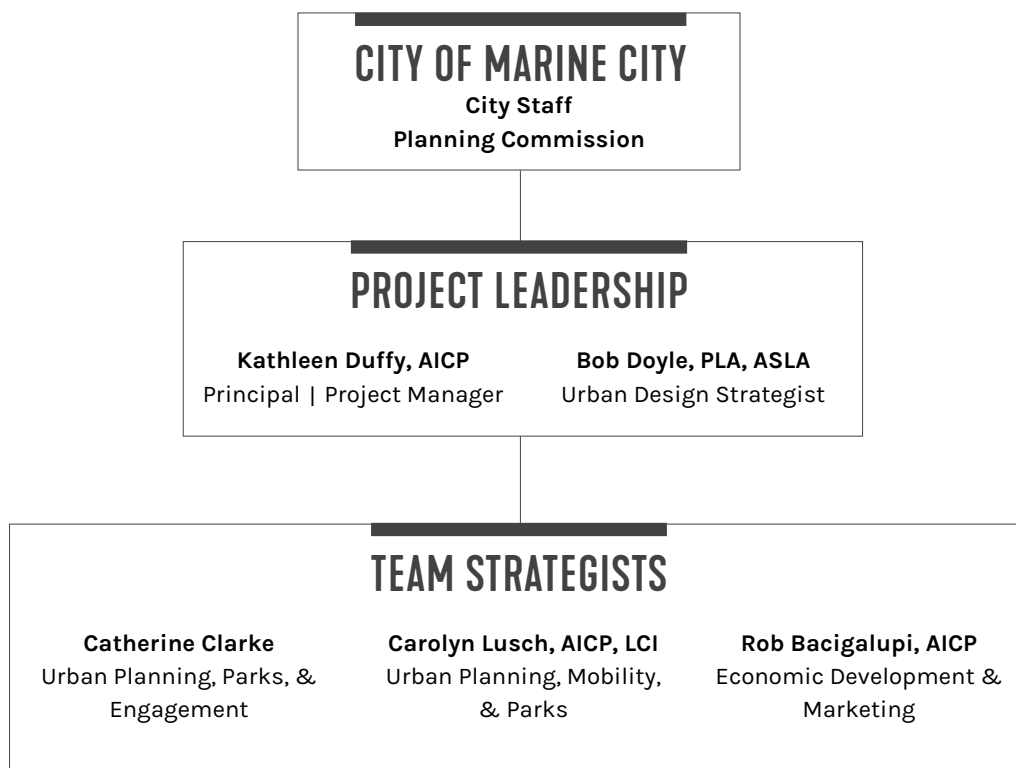 CITY OF MARINE CITY
City Staff
Planning Commission
PROJECT LEADERSHIP
Kathleen Duffy, AICP
Principal | Project Manager
Bob Doyle, PLA, ASLA
Urban Design Strategist
TEAM STRATEGISTS
Catherine Clarke
Urban Planning, Parks, &
Engagement
Carolyn Lusch, AICP, LCI
Urban Planning, Mobility,
& Parks
Rob Bacigalupi, AICP
Economic Development &
Marketing